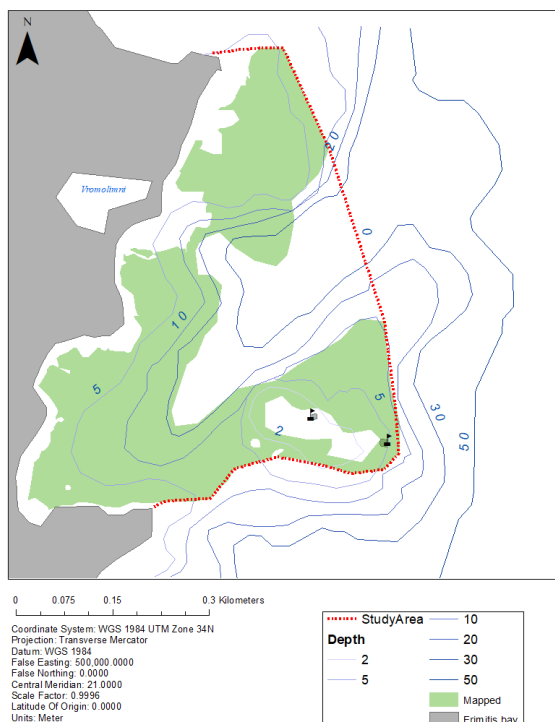 N
20
Vromolimni
0
10
5
5
2
30
50
0 0.075 0.15 0.3 Kilometers
Coordinate System: WGS 1984 UTM Zone 34N
Projection: Transverse Mercator
Datum: WGS 1984
False Easting: 500,000.0000
False Northing: 0.0000
Central Meridian: 21.0000
Scale Factor: 0.9996
Latitude Of Origin: 0.0000
Units: Meter
StudyArea
Depth
2
5
10
20
30
50
Mapped
Erimitis bay